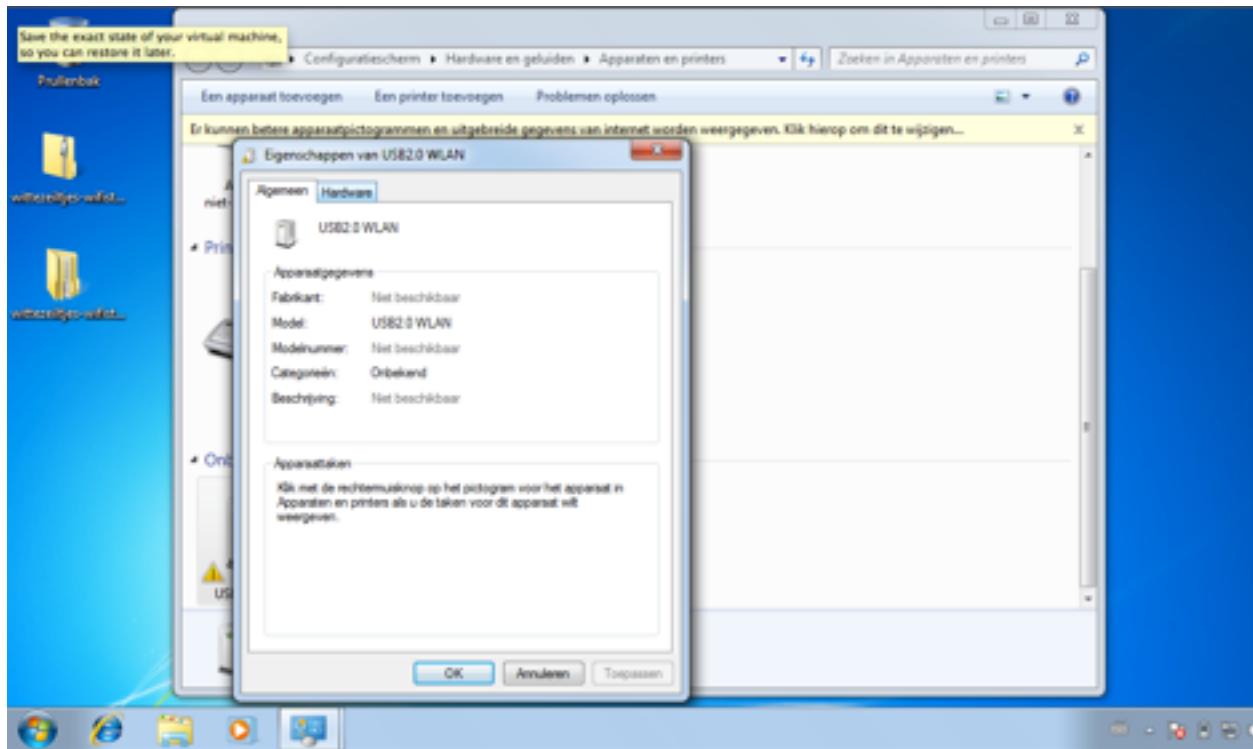 Save the exact state of your virtual machine,
so you can restore it later.
Prullenbak
Configuratiescherm ▸ Hardware en geluiden ▸ Apparaten en printers
Zoeken in Apparaten en printers
Een apparaat toevoegen
Een printer toevoegen
Problemen oplossen
Er kunnen betere apparaatpictogrammen en uitgebreide gegevens van internet worden weergegeven. Klik hierop om dit te wijzigen...
Eigenschappen van USB2.0 WLAN
Algemeen
Hardware
USB2.0 WLAN
niet-
Prin
Apparaatgegevens
Fabrikant: Niet beschikbaar
Model: USB2.0 WLAN
Modelnummer: Niet beschikbaar
Categorieën: Onbekend
Beschrijving: Niet beschikbaar
Apparaattaken
Klik met de rechtermuisknop op het pictogram voor het apparaat in
Apparaten en printers als u de taken voor dit apparaat wilt
weergeven.
OK
Annuleren
Toepassen